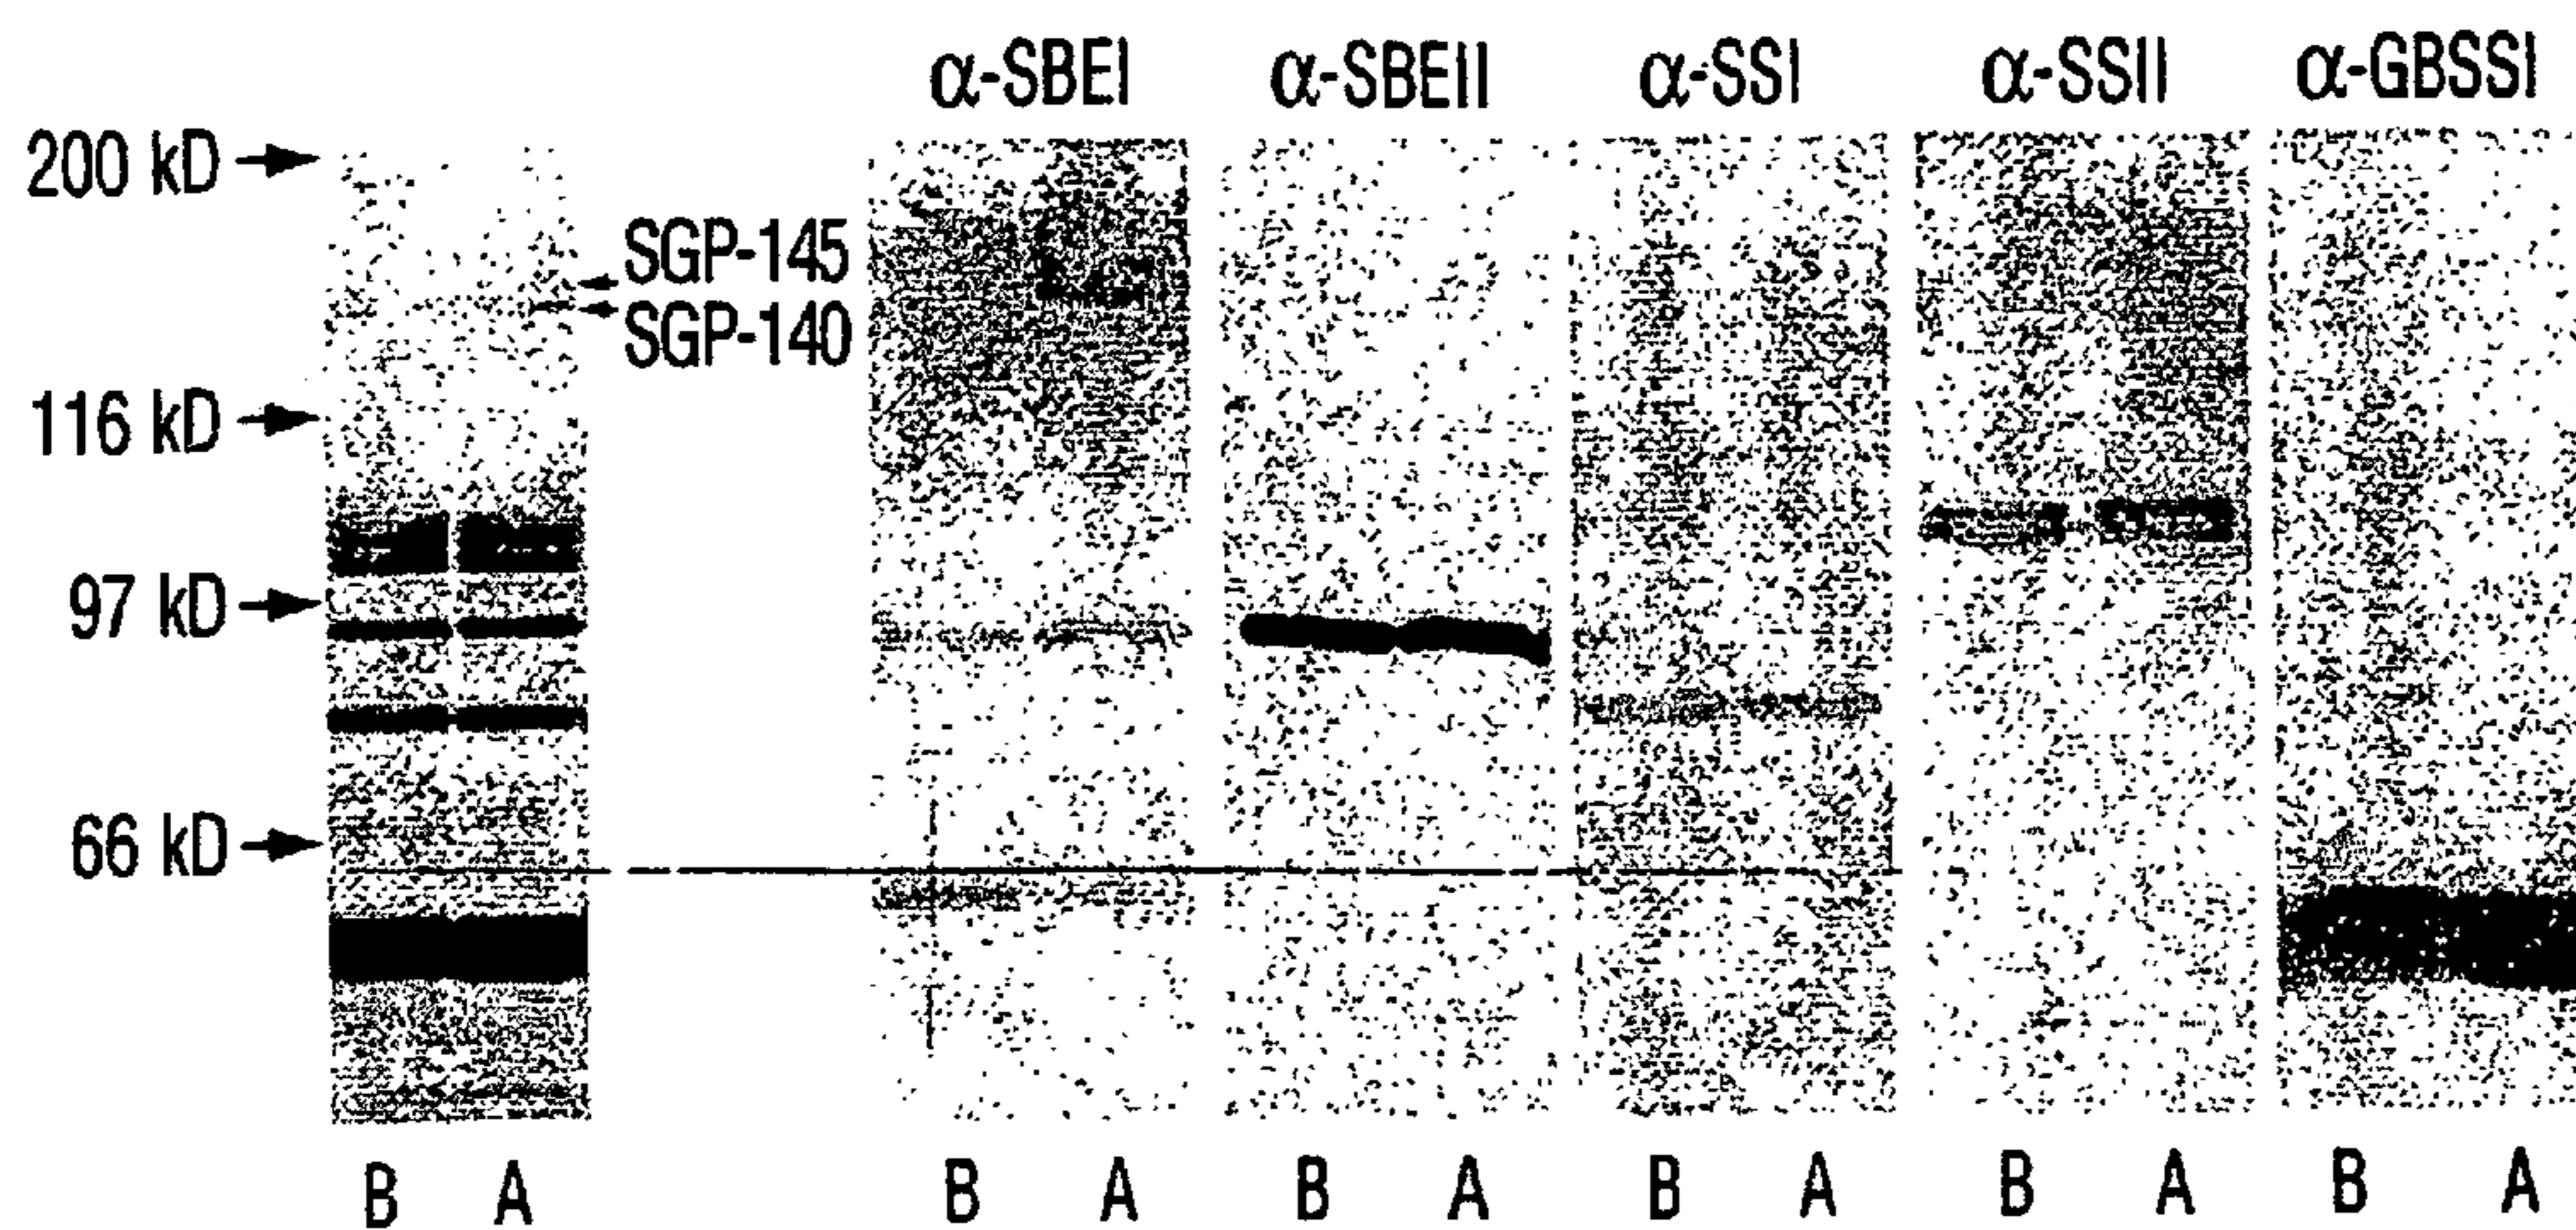 α-SBEI α-SBEII α-SSI α-SSII α-GBSSI
200 kD
SGP-145
SGP-140
116 kD
97 kD
66 kD
B A B A B A B A B A B A